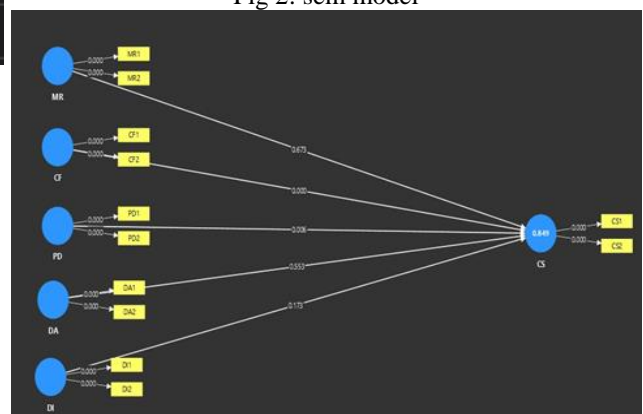 Fig 2: sem model
MR1
0.000
0.000
MR2
MR
0.673
CF1
0.000
0.000
CF2
CF
0.000
PD1
0.000
0.000
PD2
PD
0.006
CS1
0.000
0.849
0.000
CS2
CS
0.553
DA1
0.000
0.000
DA2
DA
0.173
DI1
0.000
0.000
DI2
DI